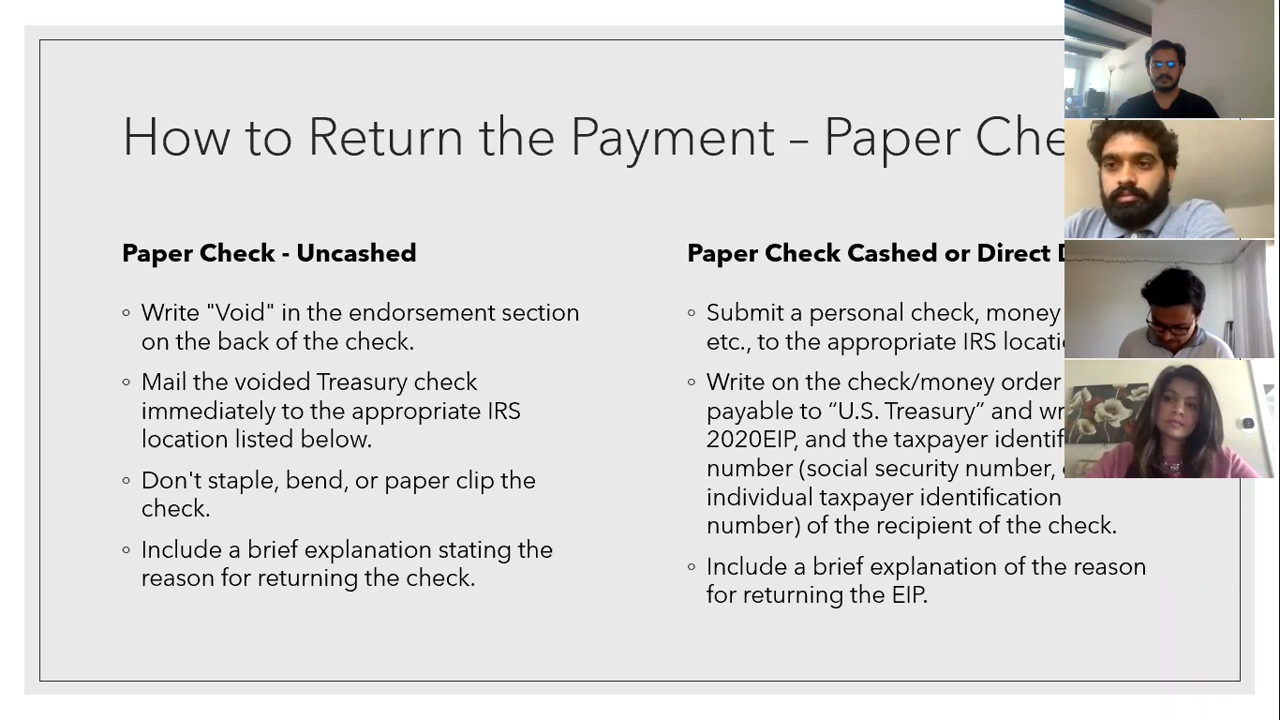 How to Return the Payment – Paper
Paper Check - Uncashed
Write "Void" in the endorsement section
on the back of the check.
Mail the voided Treasury check
immediately to the appropriate IRS
location listed below.
Don't staple, bend, or paper clip the
check.
Include a brief explanation stating the
reason for returning the check.
Paper Check Cashed or Direct
Submit a personal check, money
etc., to the appropriate IRS
Write on the check/money order
payable to “U.S. Treasury” and
2020EIP, and the taxpayer
number (social security number,
individual taxpayer identification
number) of the recipient of the check.
Include a brief explanation of the reason
for returning the EIP.